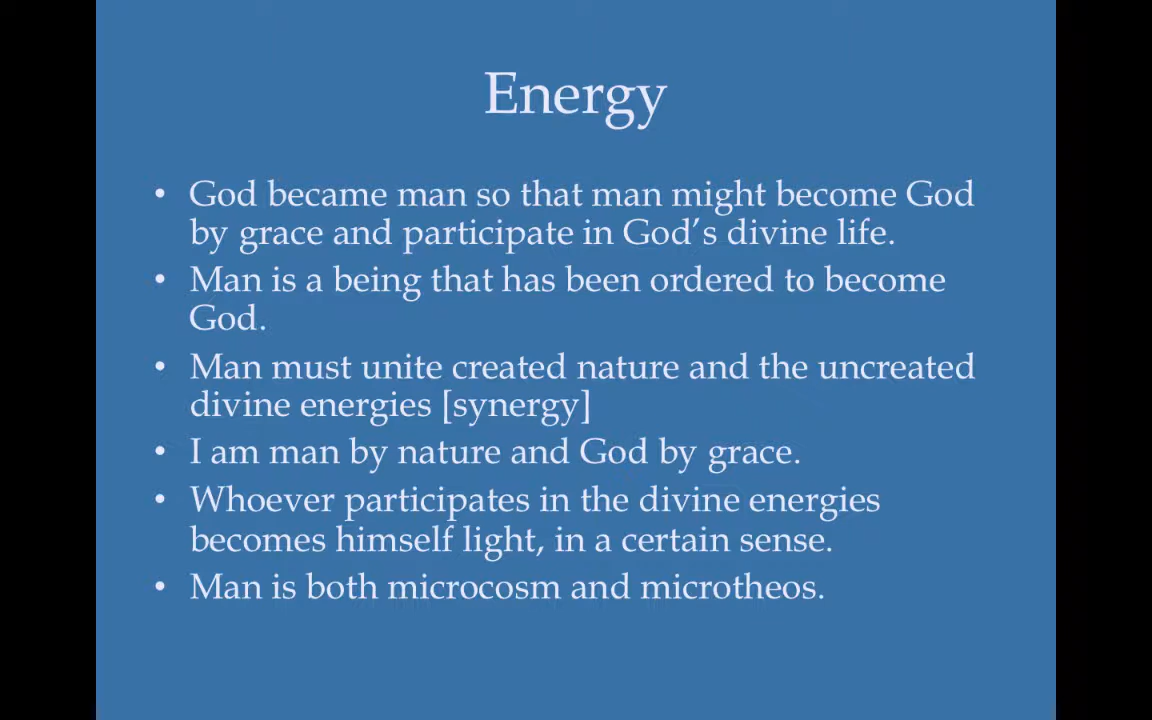 Energy
• God became man so that man might become God
by grace and participate in God’s divine life.
• Man is a being that has been ordered to become
God.
• Man must unite created nature and the uncreated
divine energies [synergy]
• I am man by nature and God by grace.
• Whoever participates in the divine energies
becomes himself light, in a certain sense.
• Man is both microcosm and microtheos.